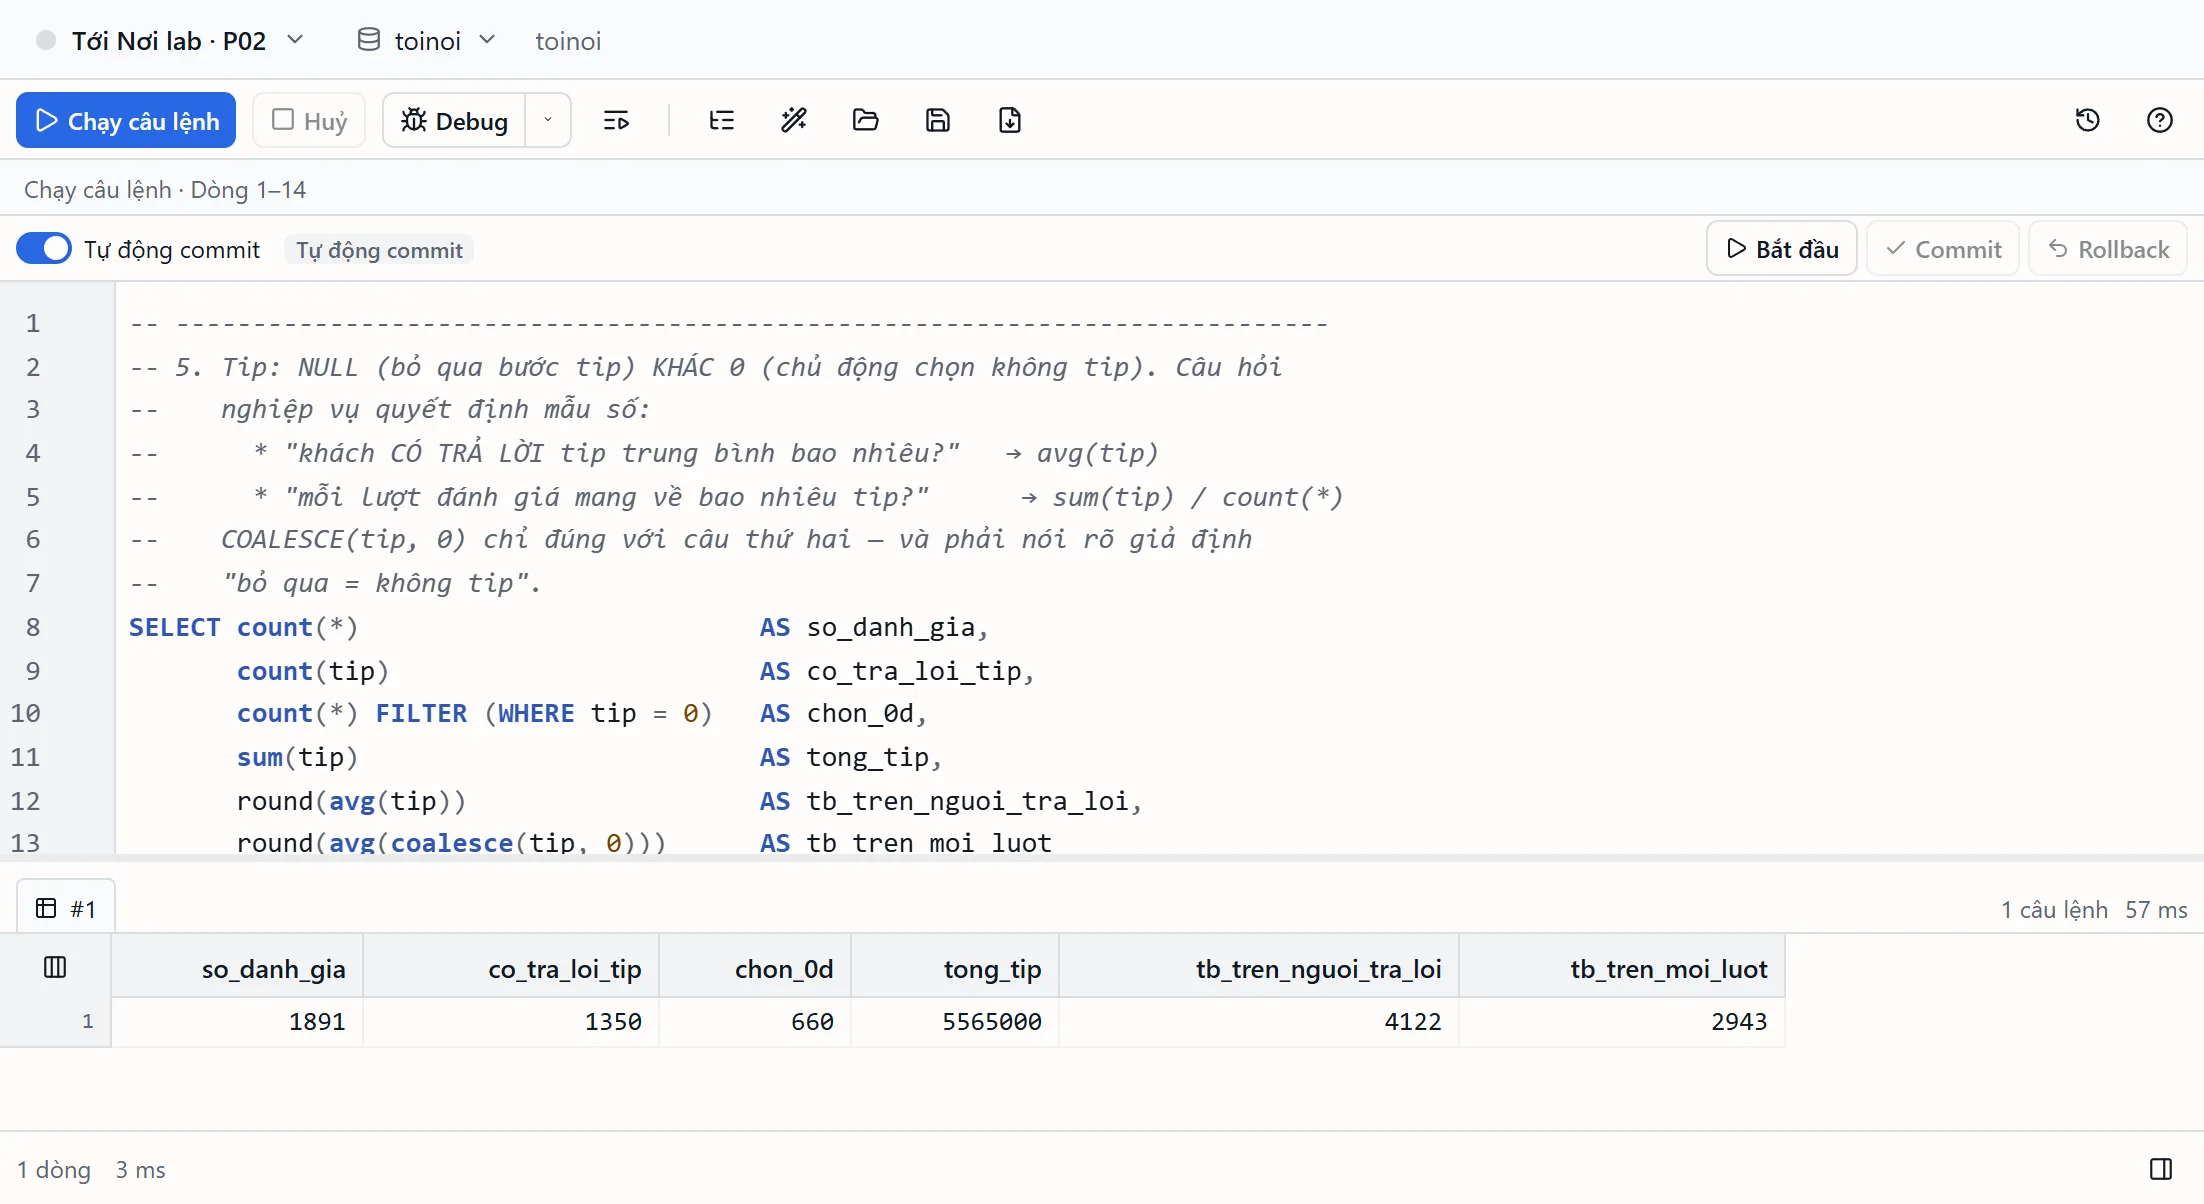 Tới Nơi lab · P02 toinoi toinoi
Chạy câu lệnh Huỷ Debug
Chạy câu lệnh · Dòng 1–14
Tự động commit Tự động commit Bắt đầu Commit Rollback
1 -- ---------------------------------------------------------------------------
2 -- 5. Tip: NULL (bỏ qua bước tip) KHÁC 0 (chủ động chọn không tip). Câu hỏi
3 --    nghiệp vụ quyết định mẫu số:
4 --      * "khách CÓ TRẢ LỜI tip trung bình bao nhiêu?"   → avg(tip)
5 --      * "mỗi lượt đánh giá mang về bao nhiêu tip?"      → sum(tip) / count(*)
6 --    COALESCE(tip, 0) chỉ đúng với câu thứ hai — và phải nói rõ giả định
7 --    "bỏ qua = không tip".
8 SELECT count(*)                          AS so_danh_gia,
9        count(tip)                        AS co_tra_loi_tip,
10        count(*) FILTER (WHERE tip = 0)   AS chon_0d,
11        sum(tip)                          AS tong_tip,
12        round(avg(tip))                   AS tb_tren_nguoi_tra_loi,
13        round(avg(coalesce(tip, 0)))      AS tb_tren_moi_luot
#1 1 câu lệnh 57 ms
so_danh_gia co_tra_loi_tip chon_0d tong_tip tb_tren_nguoi_tra_loi tb_tren_moi_luot
1 1891 1350 660 5565000 4122 2943
1 dòng 3 ms